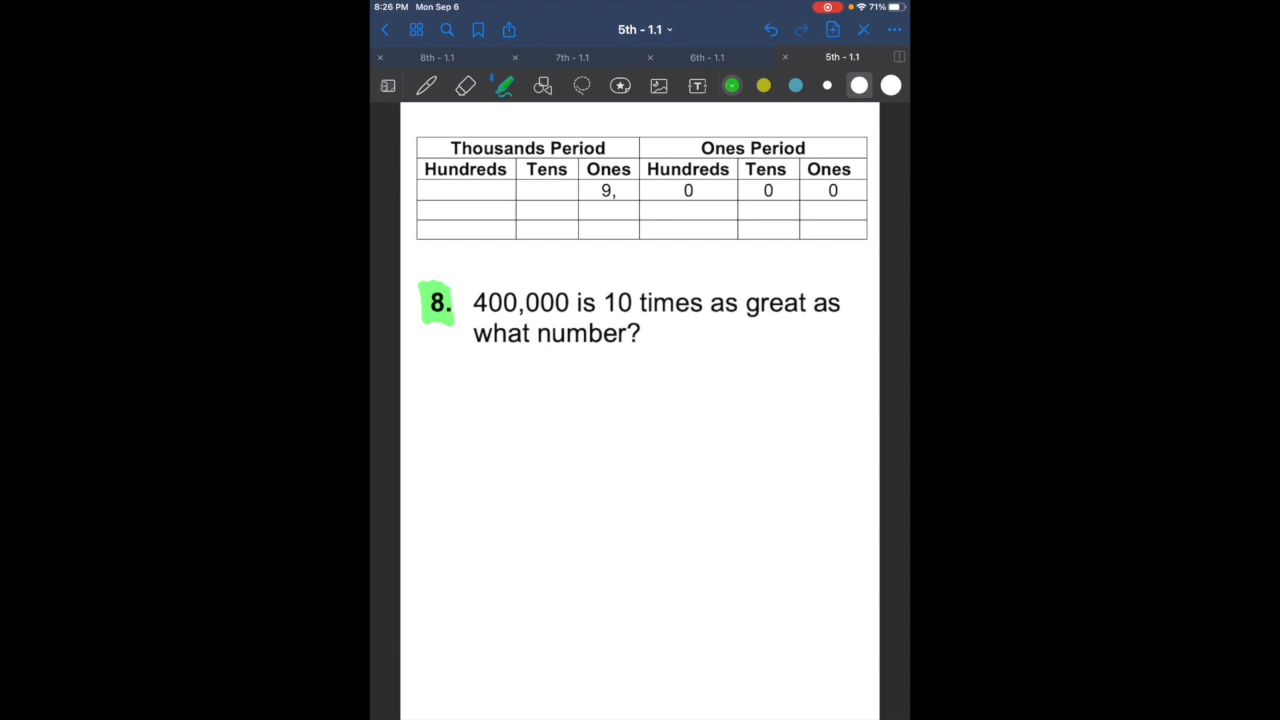 8:26 PM Mon Sep 6 71%
5th - 1.1
8th - 1.1 7th - 1.1 6th - 1.1 5th - 1.1
Thousands Period Ones Period
Hundreds Tens Ones Hundreds Tens Ones
9, 0 0 0
8. 400,000 is 10 times as great as
what number?